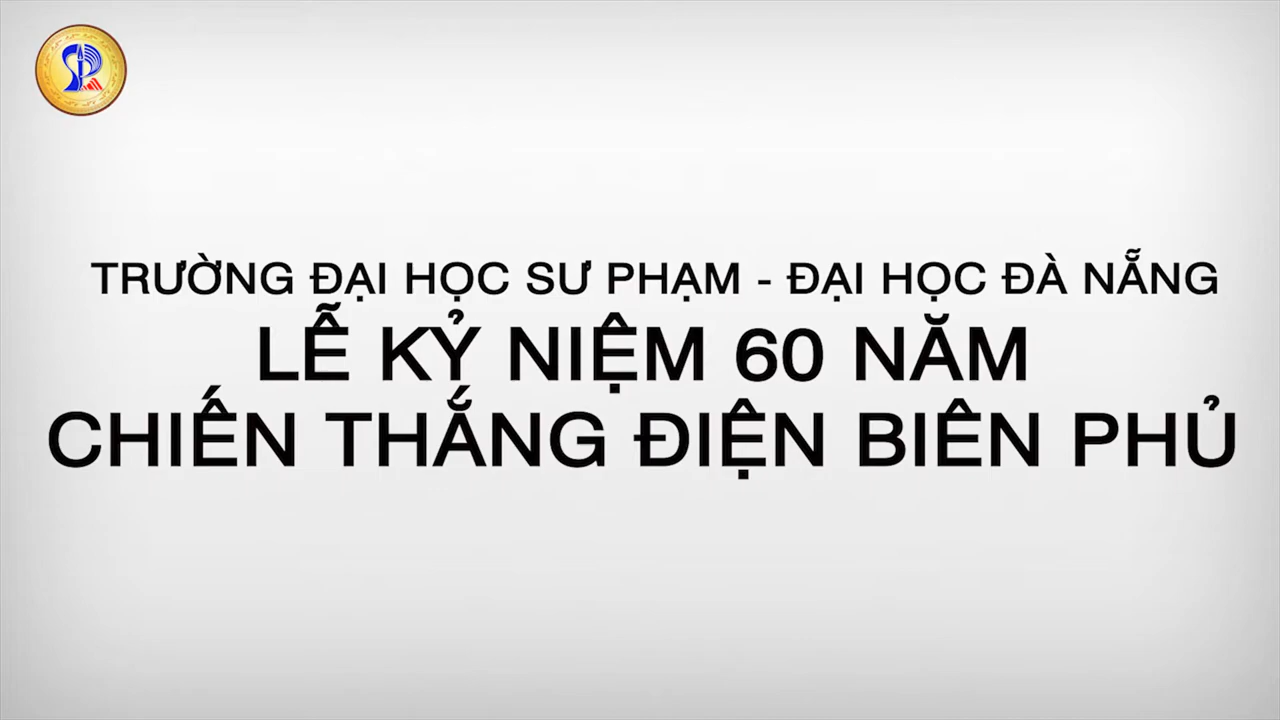 TRƯỜNG ĐẠI HỌC SƯ PHẠM - ĐẠI HỌC ĐÀ NẴNG
LỄ KỶ NIỆM 60 NĂM
CHIẾN THẮNG ĐIỆN BIÊN PHỦ